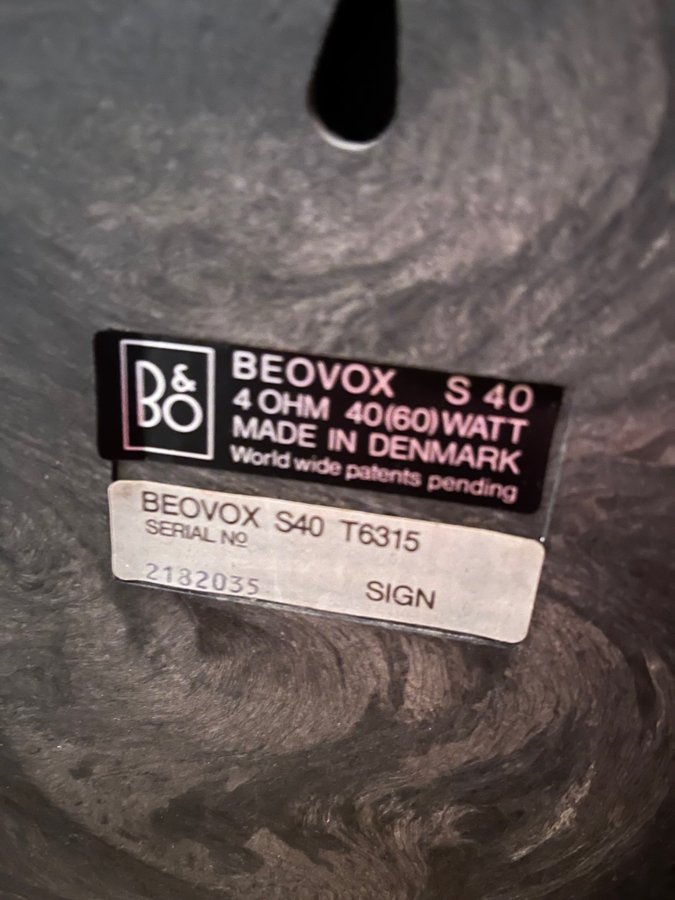 B&O
BEOVOX S 40
4 OHM 40(60)WATT
MADE IN DENMARK
World wide patents pending
BEOVOX S40 T6315
SERIAL Nº
2182035 SIGN